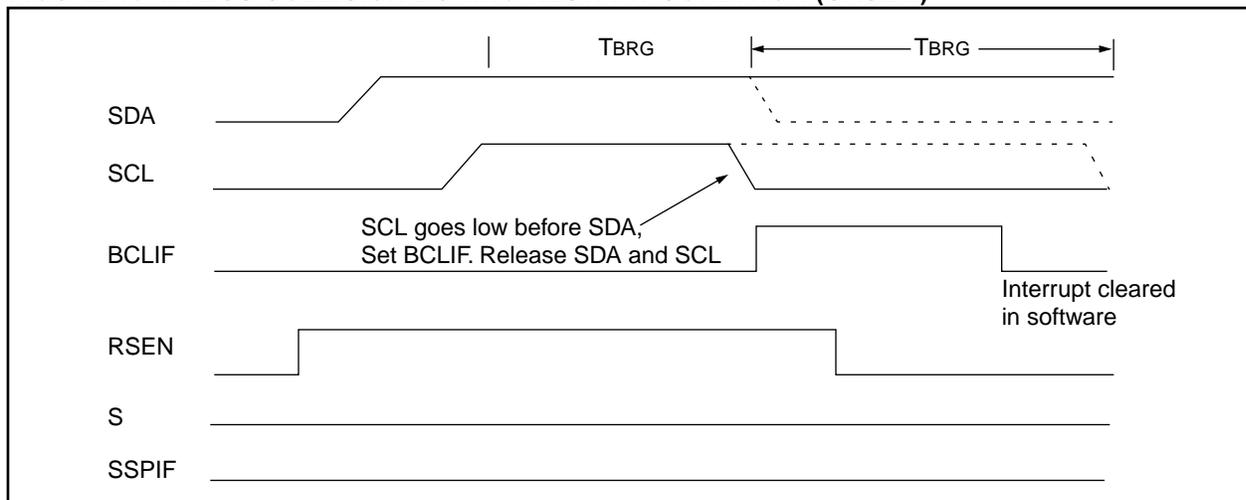 TBRG
TBRG
SDA
SCL
SCL goes low before SDA,
Set BCLIF. Release SDA and SCL
BCLIF
Interrupt cleared
in software
RSEN
S
SSPIF